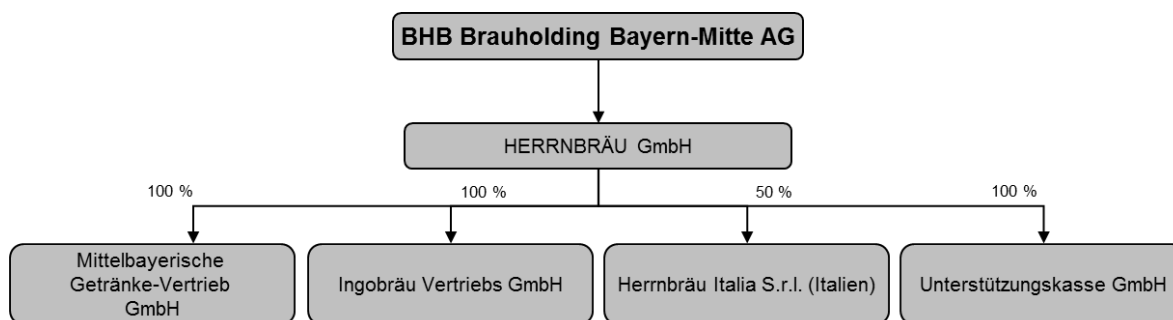 BHB Brauholding Bayern-Mitte AG
HERRNBRÄU GmbH
100 %
100 %
50 %
100 %
Mittelbayerische
Getränke-Vertrieb
GmbH
Ingobräu Vertriebs GmbH
Herrnbräu Italia S.r.l. (Italien)
Unterstützungskasse GmbH